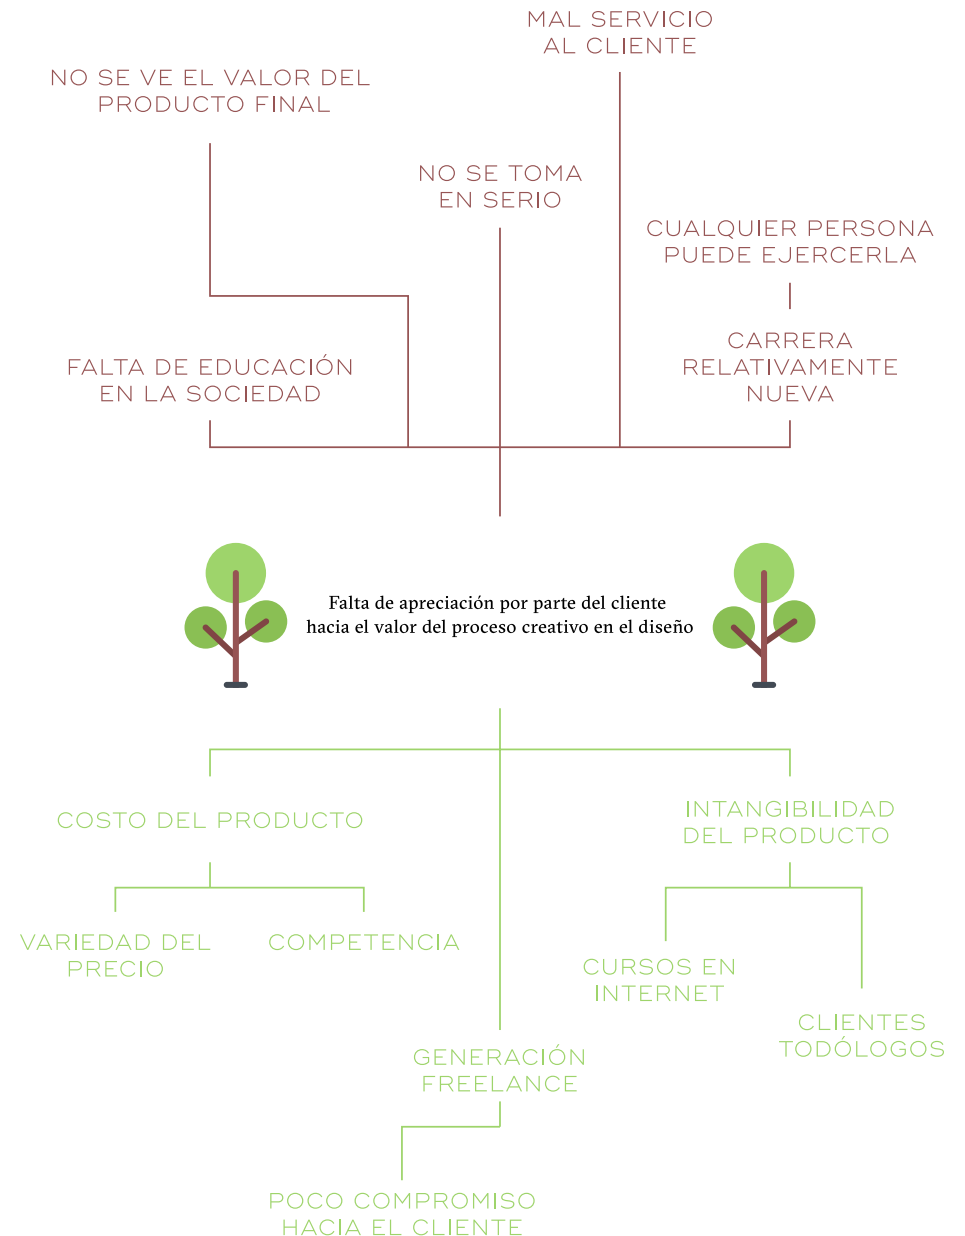 MAL SERVICIO
AL CLIENTE
NO SE VE EL VALOR DEL
PRODUCTO FINAL
NO SE TOMA
EN SERIO
CUALQUIER PERSONA
PUEDE EJERCERLA
CARRERA
RELATIVAMENTE
NUEVA
FALTA DE EDUCACIÓN
EN LA SOCIEDAD
Falta de apreciación por parte del cliente
hacia el valor del proceso creativo en el diseño
COSTO DEL PRODUCTO
INTANGIBILIDAD
DEL PRODUCTO
VARIEDAD DEL
PRECIO
COMPETENCIA
CURSOS EN
INTERNET
CLIENTES
TODÓLOGOS
GENERACIÓN
FREELANCE
POCO COMPROMISO
HACIA EL CLIENTE